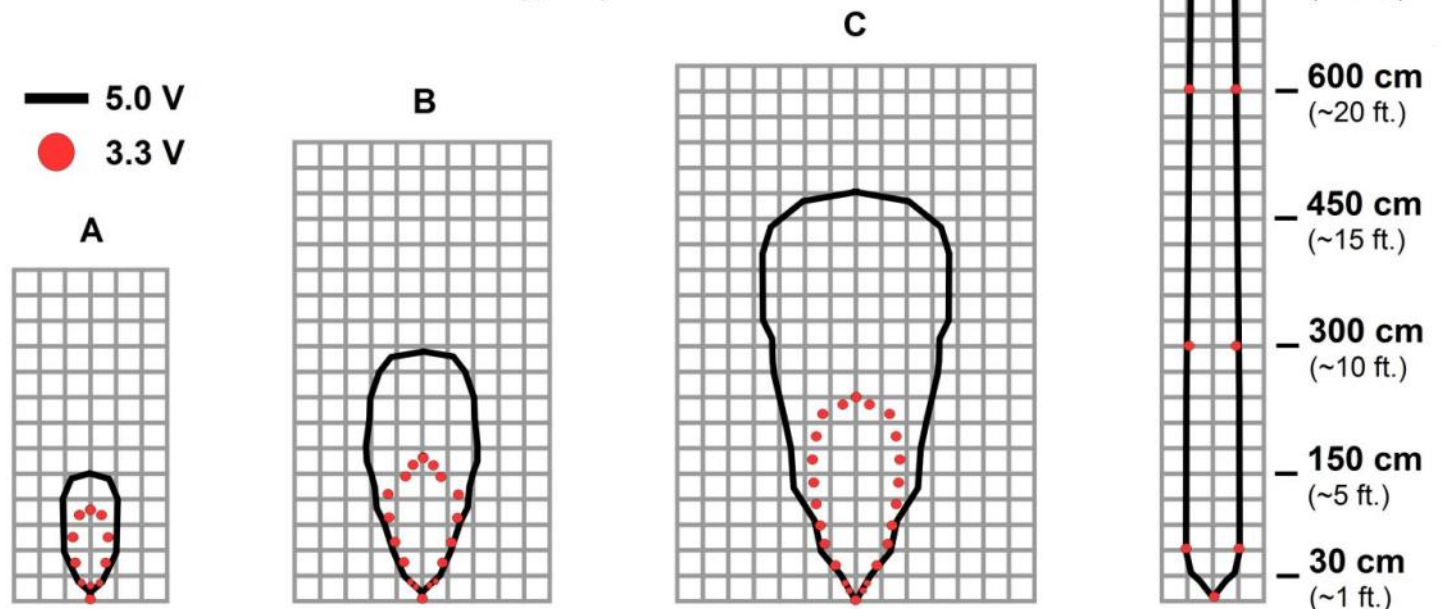 C
5.0 V
3.3 V
B
A
600 cm
(~20 ft.)
450 cm
(~15 ft.)
300 cm
(~10 ft.)
150 cm
(~5 ft.)
30 cm
(~1 ft.)